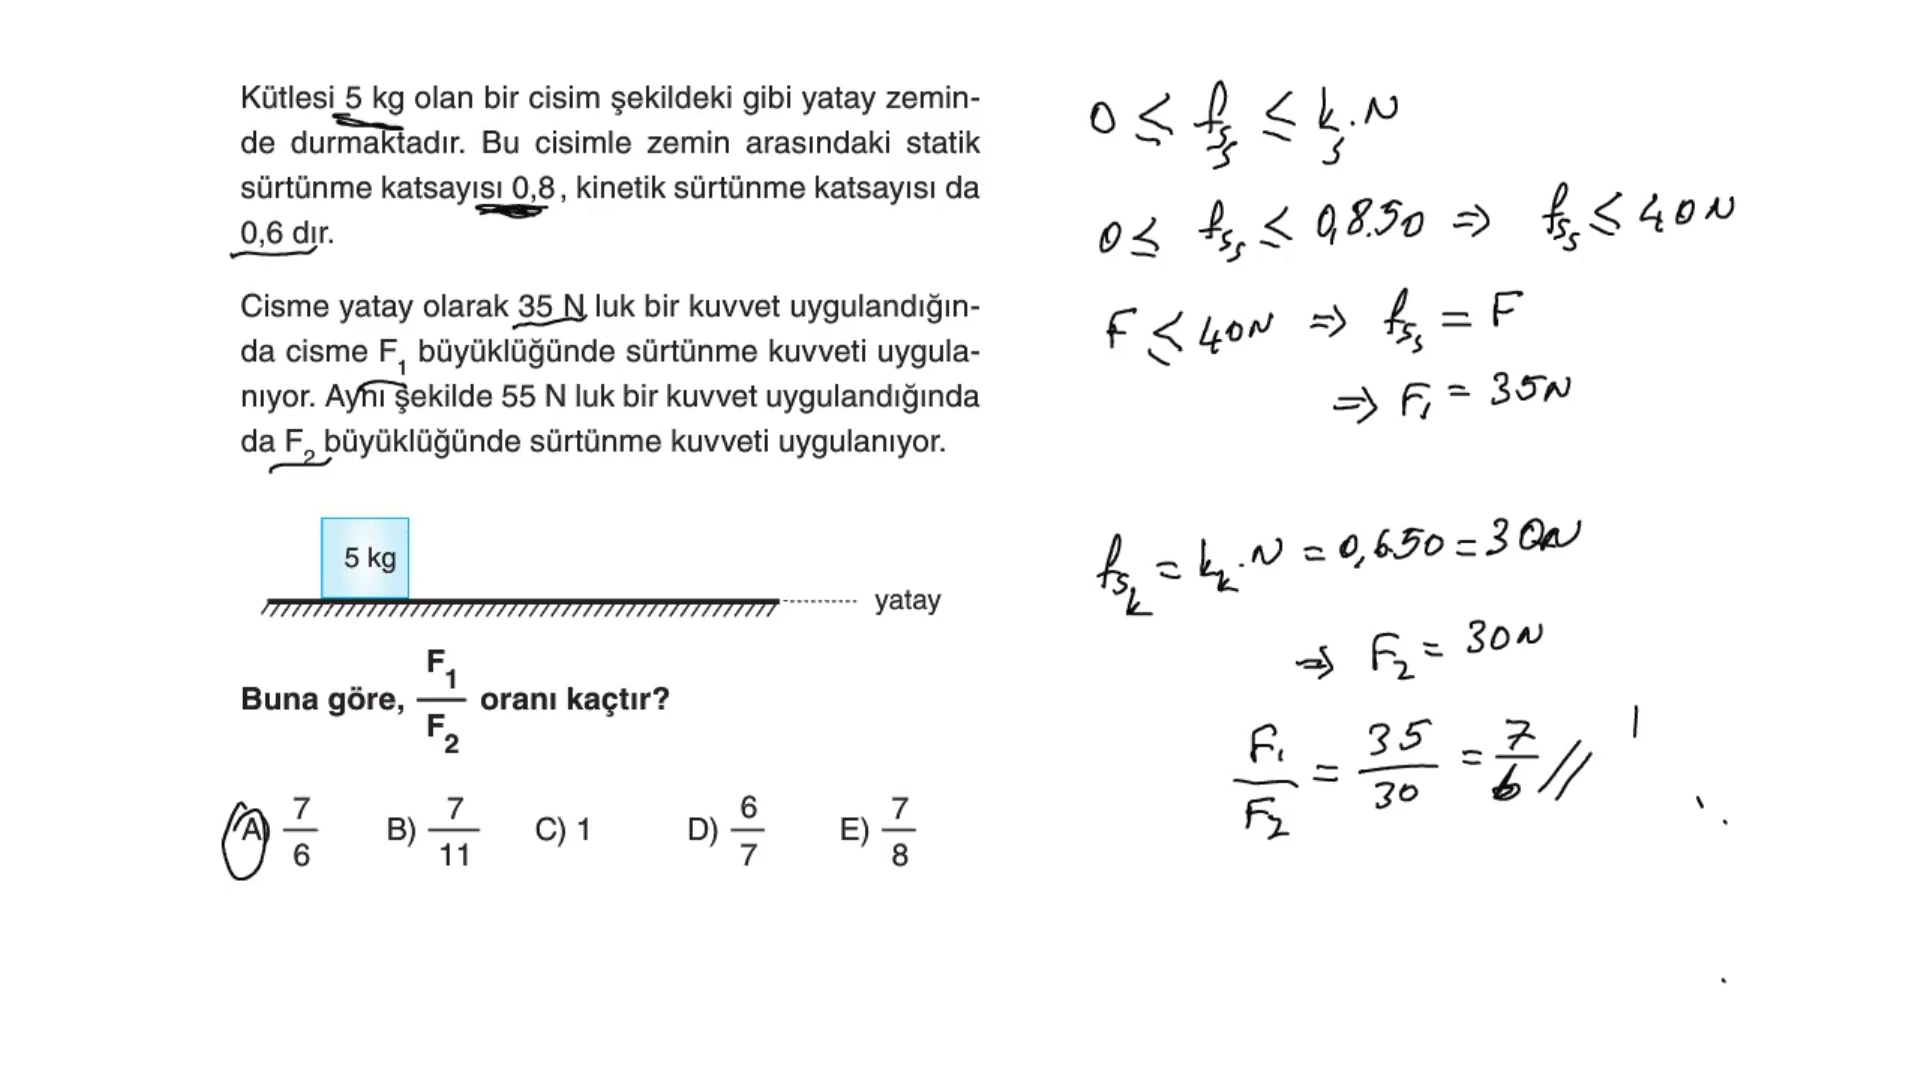 Kütlesi 5 kg olan bir cisim şekildeki gibi yatay zemin-
de durmaktadır. Bu cisimle zemin arasındaki statik
sürtünme katsayısı 0,8, kinetik sürtünme katsayısı da
0,6 dır.
Cisme yatay olarak 35 N luk bir kuvvet uygulandığın-
da cisme F₁ büyüklüğünde sürtünme kuvveti uygula-
nıyor. Aynı şekilde 55 N luk bir kuvvet uygulandığında
da F₂ büyüklüğünde sürtünme kuvveti uygulanıyor.
5 kg
yatay
Buna göre, F₁/F₂ oranı kaçtır?
A) 7/6 B) 7/11 C) 1 D) 6/7 E) 7/8
0 ≤ fss ≤ ks.N
0 ≤ fss ≤ 0,8.50 ⇒ fss ≤ 40N
F ≤ 40N ⇒ fss = F
⇒ F₁ = 35N
fsk = kk.N = 0,6.50 = 30N
⇒ F₂ = 30N
F₁/F₂ = 35/30 = 7/6 //